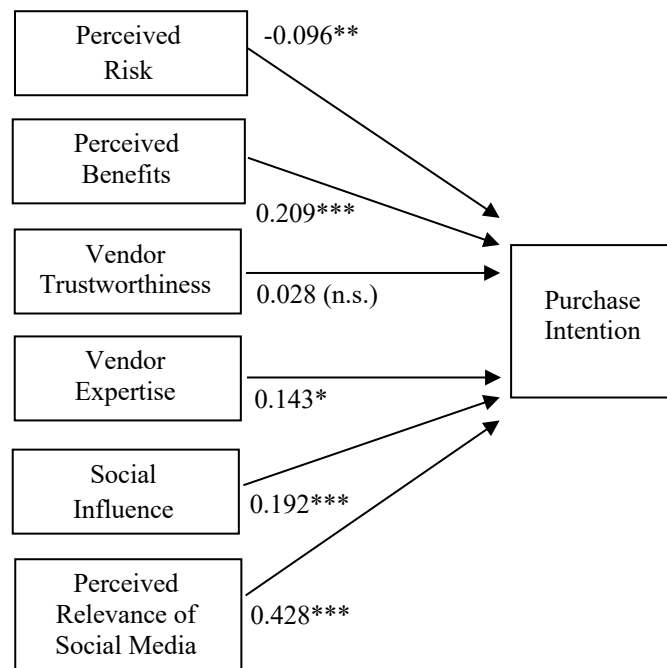 Perceived
Risk
-0.096**
Perceived
Benefits
0.209***
Vendor
Trustworthiness
0.028 (n.s.)
Purchase
Intention
Vendor
Expertise
0.143*
Social
Influence
0.192***
Perceived
Relevance of
Social Media
0.428***